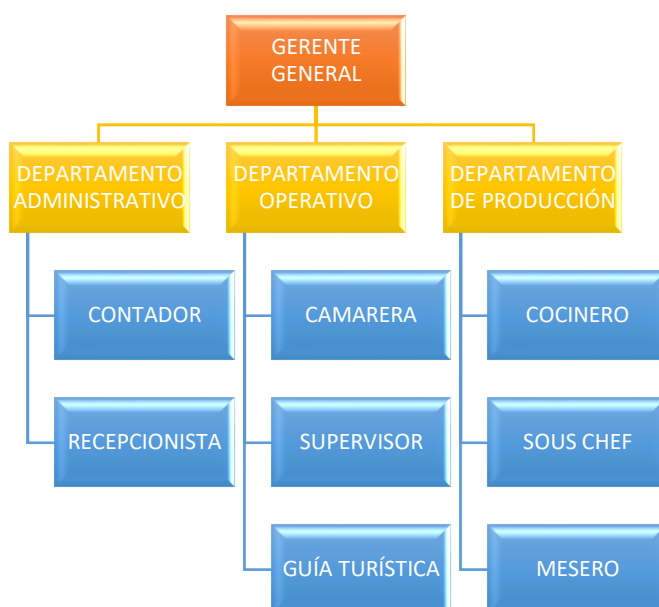 GERENTE
GENERAL
DEPARTAMENTO
ADMINISTRATIVO
DEPARTAMENTO
OPERATIVO
DEPARTAMENTO
DE PRODUCCIÓN
CONTADOR
CAMARERA
COCINERO
RECEPCIONISTA
SUPERVISOR
SOUS CHEF
GUÍA TURÍSTICA
MESERO